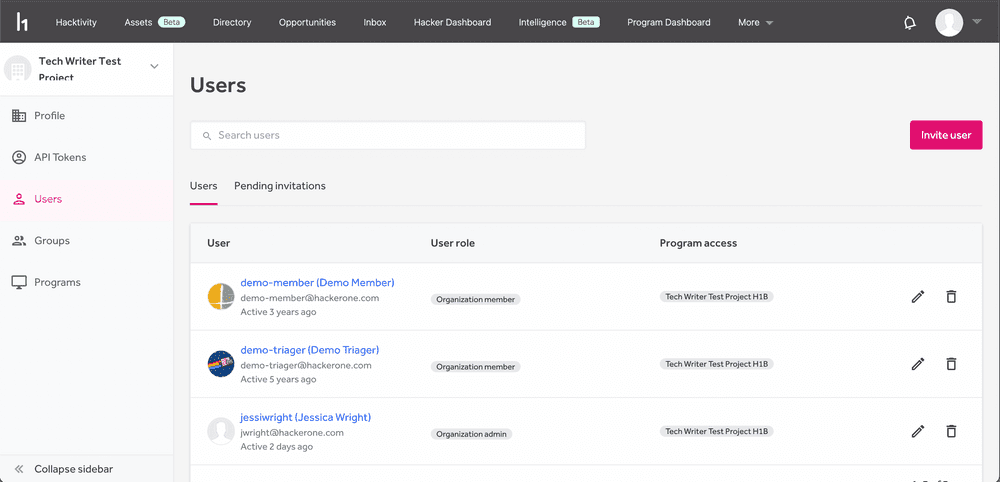 Hacktivity Assets Beta Directory Opportunities Inbox Hacker Dashboard Intelligence Beta Program Dashboard More
Tech Writer Test
Project
Profile
API Tokens
Users
Groups
Programs
Collapse sidebar
Users
Search users
Invite user
Users Pending invitations
User User role Program access
demo-member (Demo Member)
demo-member@hackerone.com Organization member Tech Writer Test Project H1B
Active 3 years ago
demo-triager (Demo Triager)
demo-triager@hackerone.com Organization member Tech Writer Test Project H1B
Active 5 years ago
jessiwright (Jessica Wright)
jwright@hackerone.com Organization admin Tech Writer Test Project H1B
Active 2 days ago